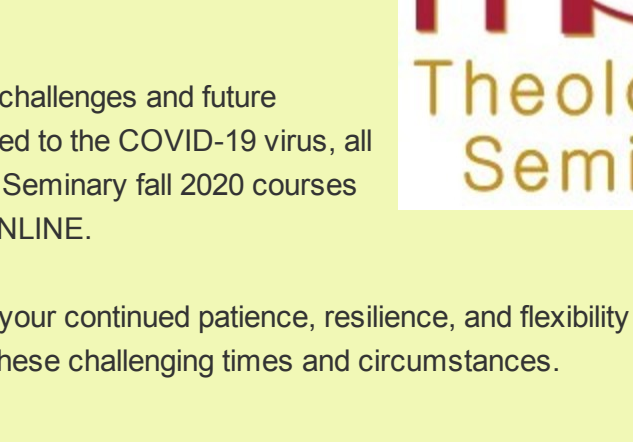 challenges and future
ed to the COVID-19 virus, all
Seminary fall 2020 courses
NLINE.
Theolo
Semi
your continued patience, resilience, and flexibility
hese challenging times and circumstances.